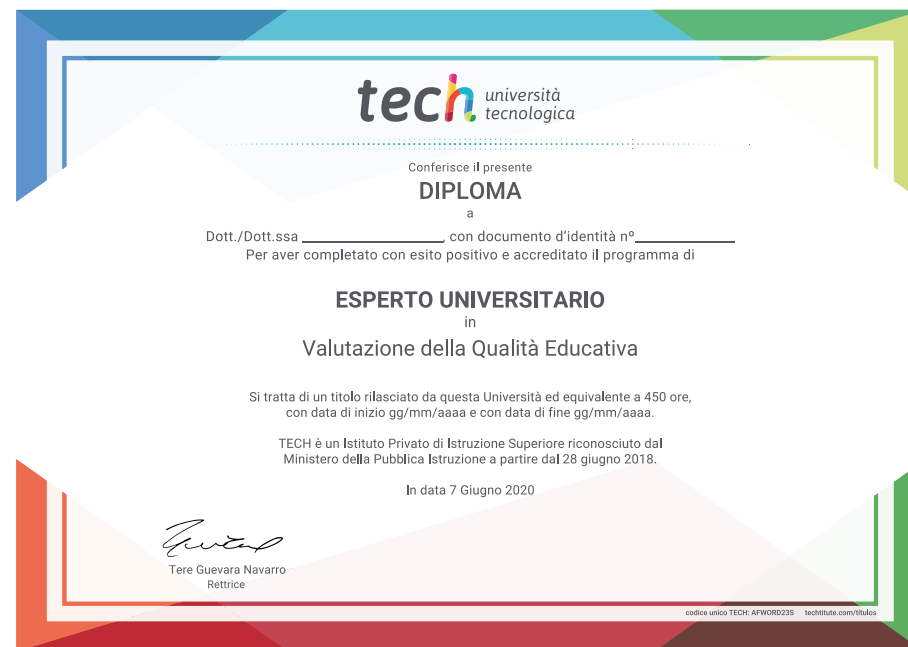 tech università
tecnologica
Conferisce il presente
DIPLOMA
a
Dott./Dott.ssa ____________________, con documento d'identità nº______________
Per aver completato con esito positivo e accreditato il programma di
ESPERTO UNIVERSITARIO
in
Valutazione della Qualità Educativa
Si tratta di un titolo rilasciato da questa Università ed equivalente a 450 ore,
con data di inizio gg/mm/aaaa e con data di fine gg/mm/aaaa.
TECH è un Istituto Privato di Istruzione Superiore riconosciuto dal
Ministero della Pubblica Istruzione a partire dal 28 giugno 2018.
In data 7 Giugno 2020
Tere Guevara Navarro
Rettrice
codice unico TECH: AFWORD23S techtitute.com/titulos